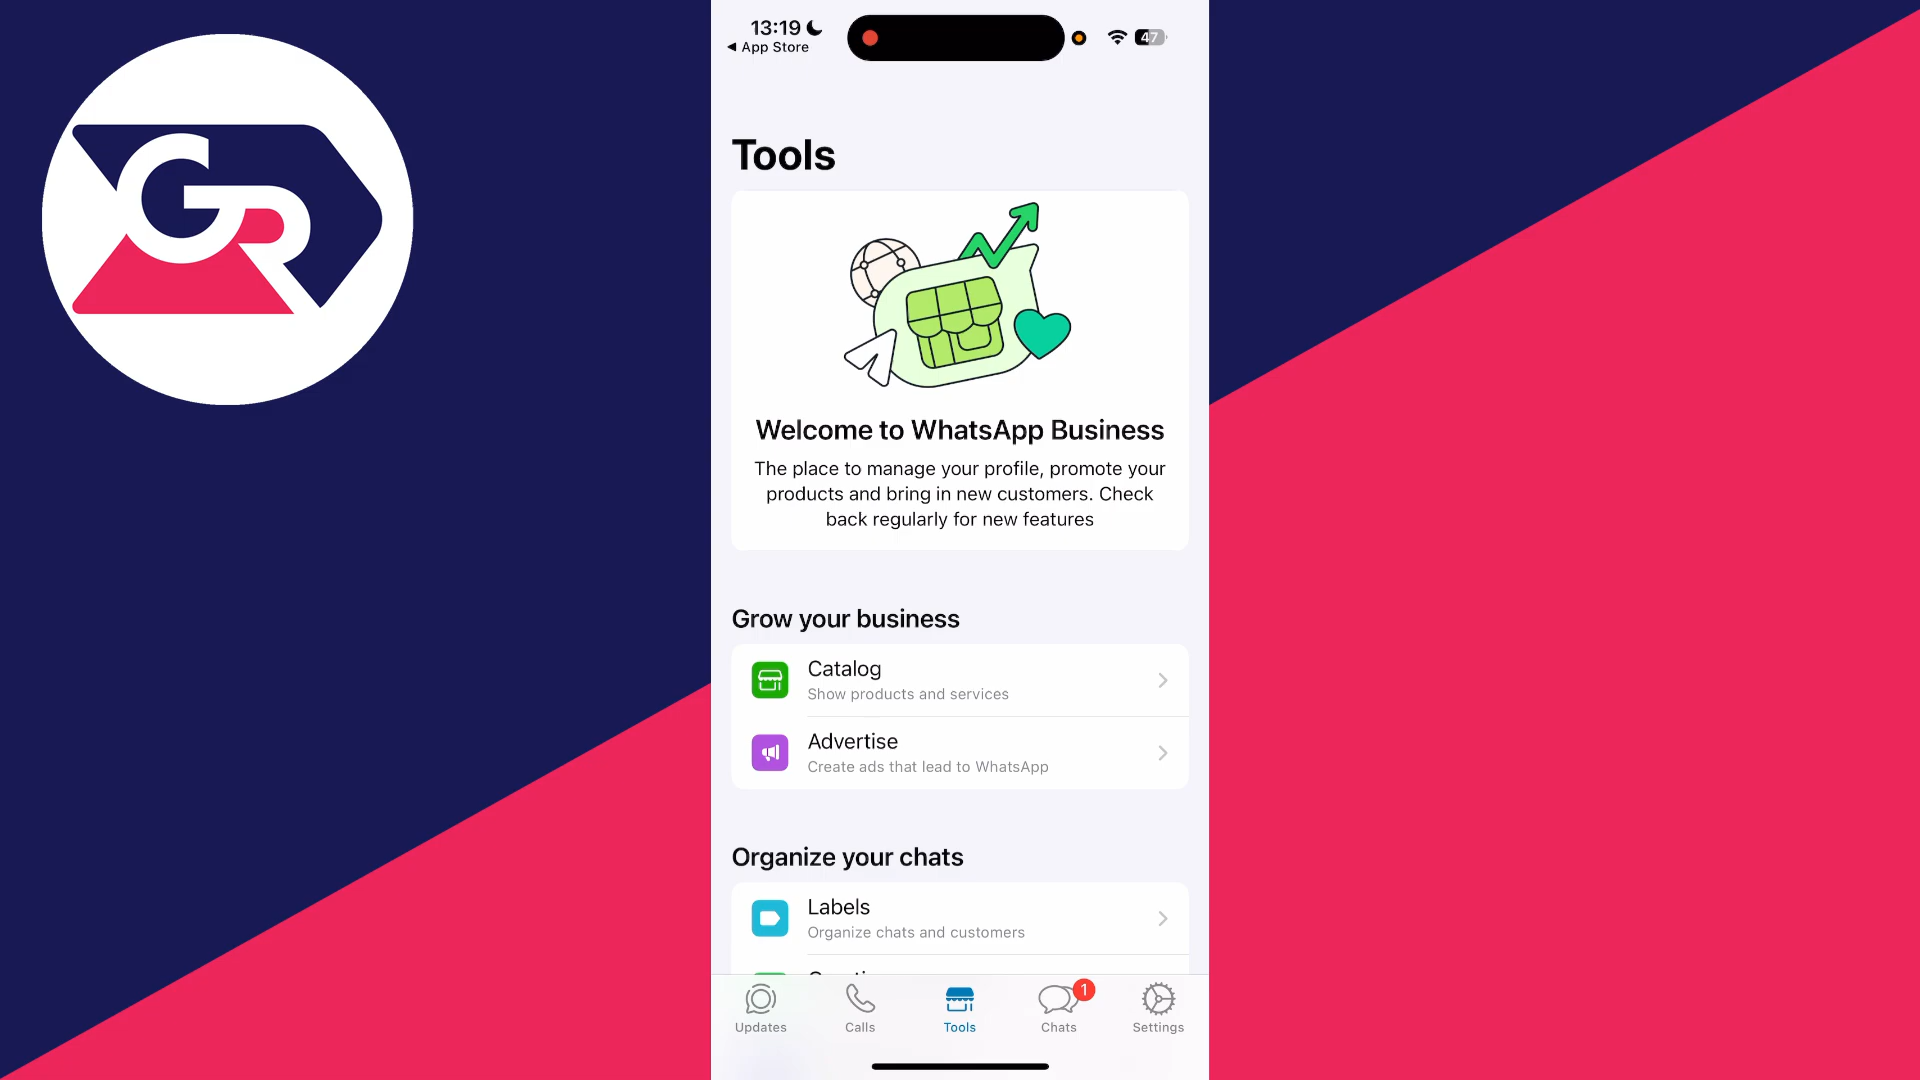 GR
13:19
47
◀ App Store
Tools
Welcome to WhatsApp Business
The place to manage your profile, promote your
products and bring in new customers. Check
back regularly for new features
Grow your business
Catalog
Show products and services
Advertise
Create ads that lead to WhatsApp
Organize your chats
Labels
Organize chats and customers
1
Updates
Calls
Tools
Chats
Settings